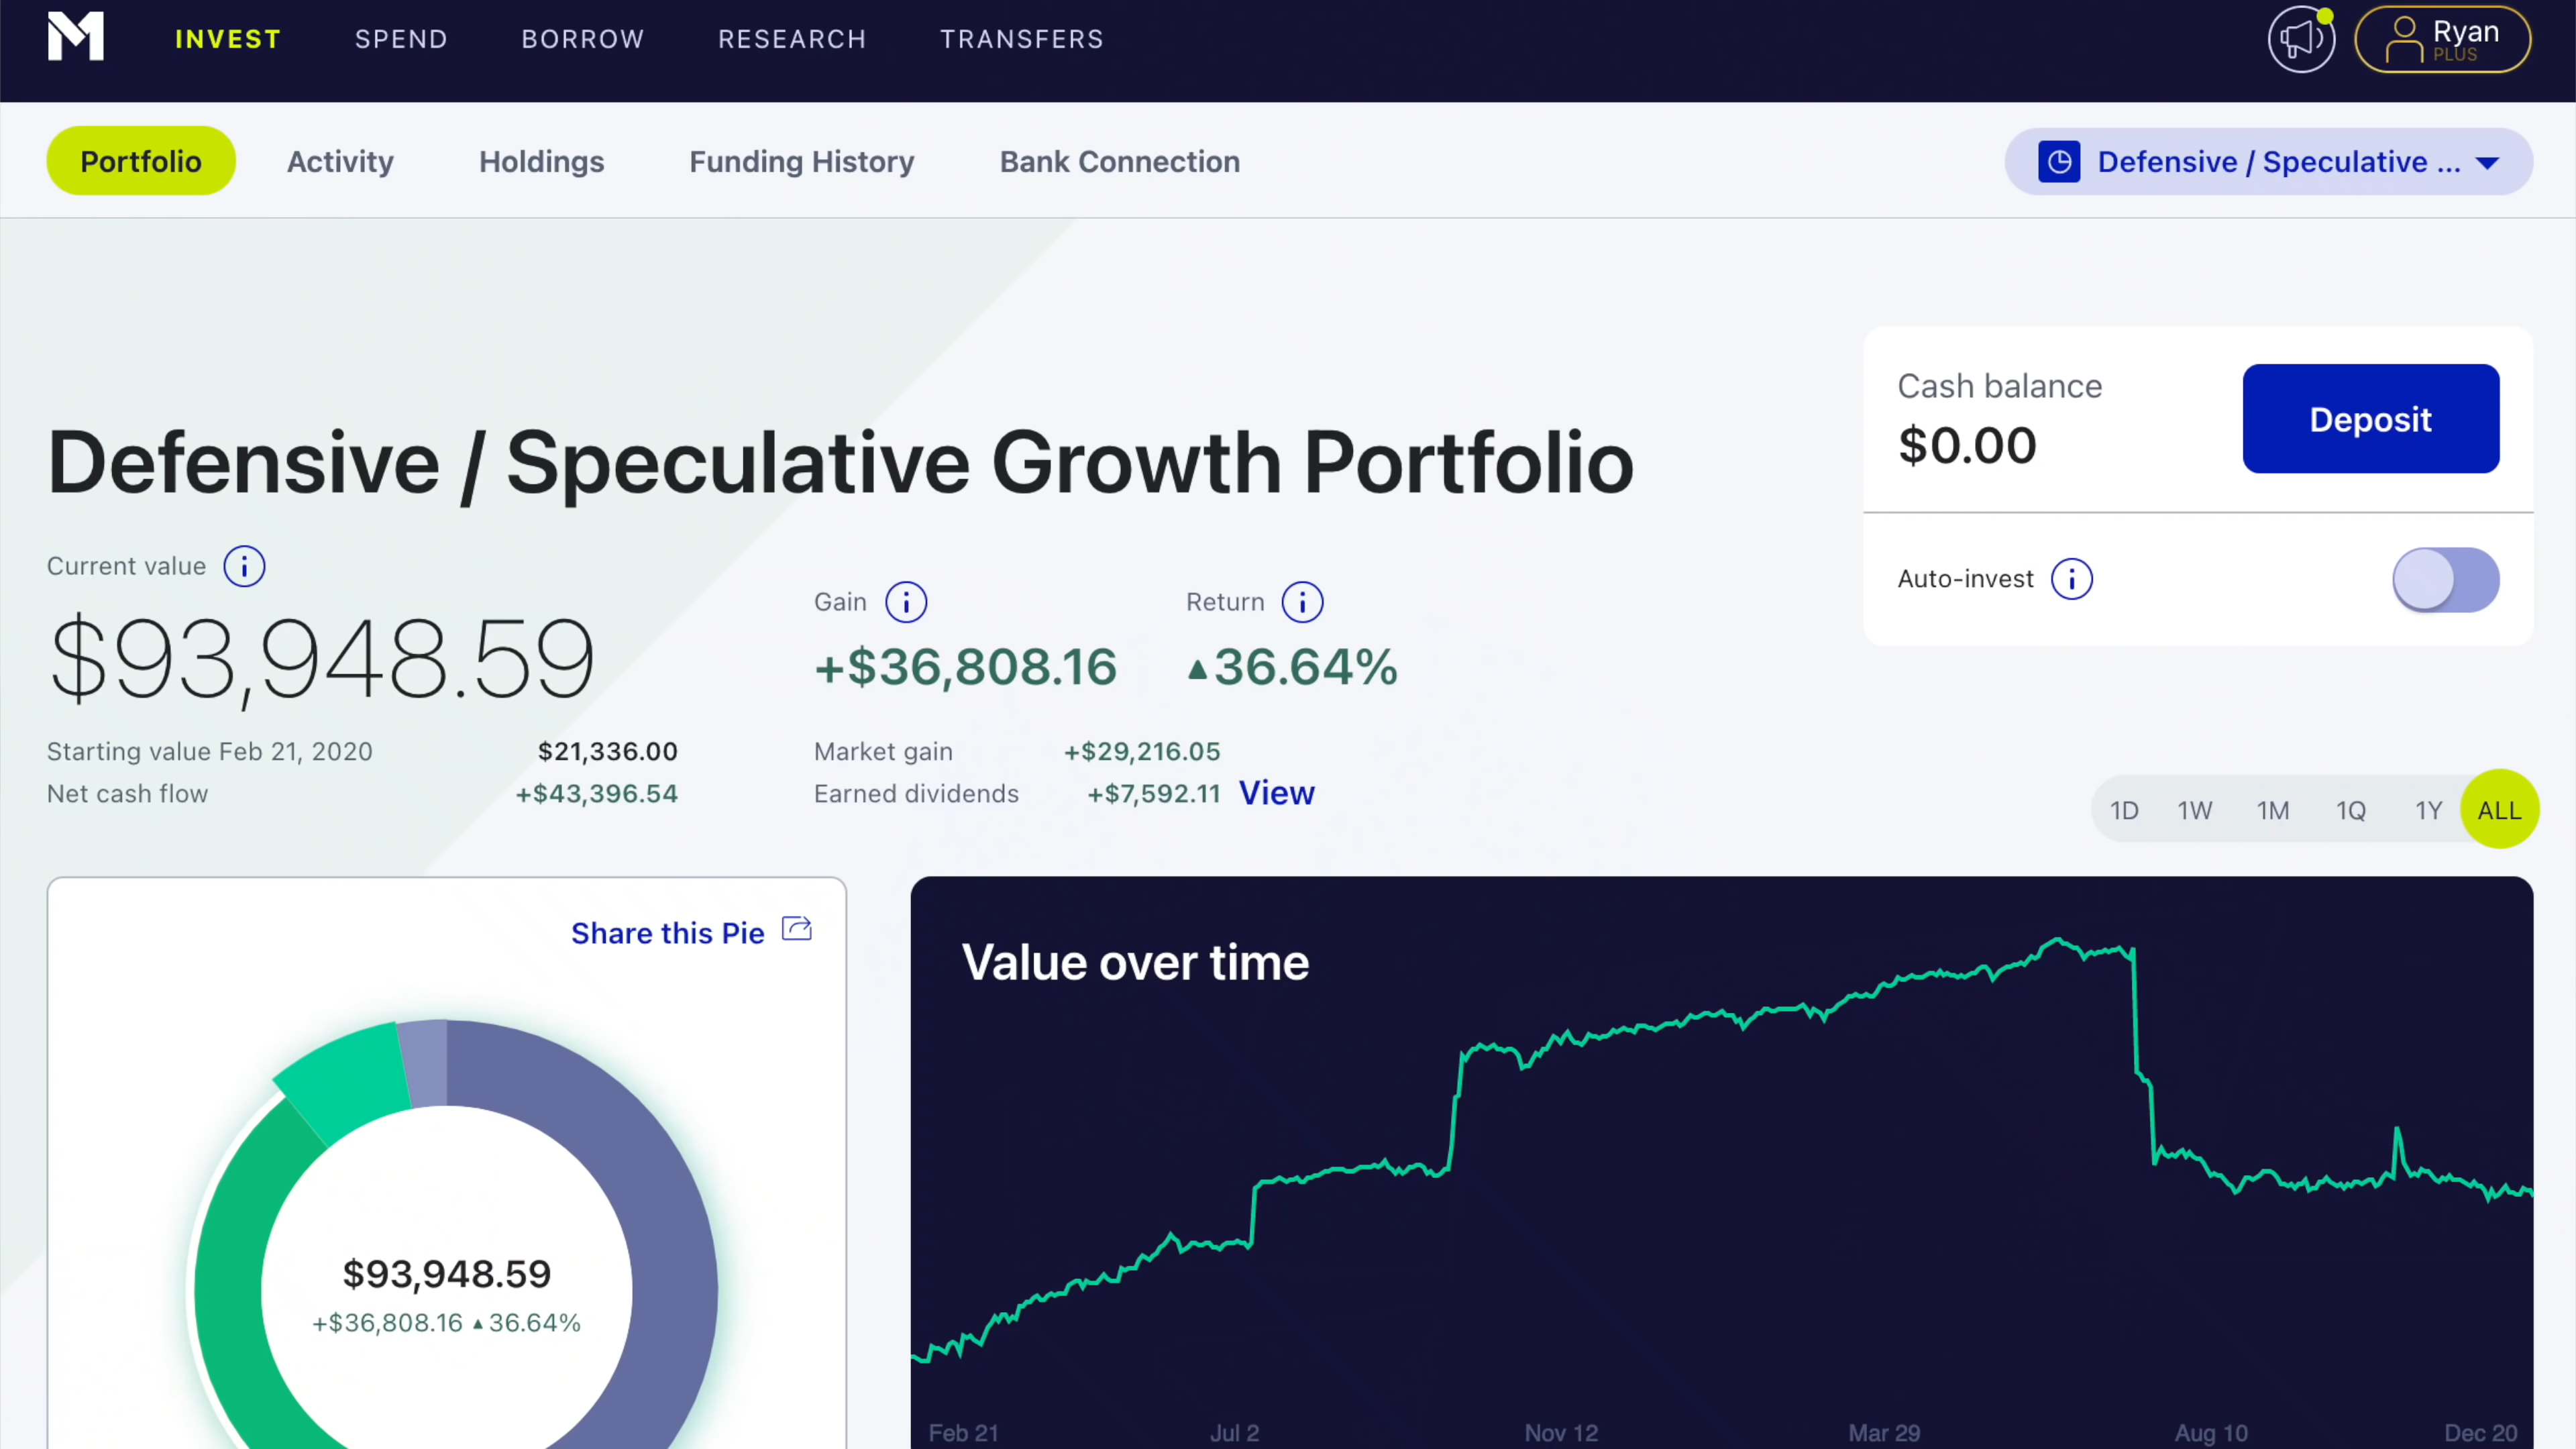 M INVEST SPEND BORROW RESEARCH TRANSFERS Ryan
PLUS
Portfolio Activity Holdings Funding History Bank Connection Defensive / Speculative ...
Cash balance
$0.00
Deposit
Defensive / Speculative Growth Portfolio
Auto-invest
Current value
$93,948.59
Gain
+$36,808.16
Return
▲36.64%
Starting value Feb 21, 2020 $21,336.00
Net cash flow +$43,396.54
Market gain +$29,216.05
Earned dividends +$7,592.11 View
1D 1W 1M 1Q 1Y ALL
Share this Pie
$93,948.59
+$36,808.16 ▲36.64%
Value over time
Feb 21 Jul 2 Nov 12 Mar 29 Aug 10 Dec 20